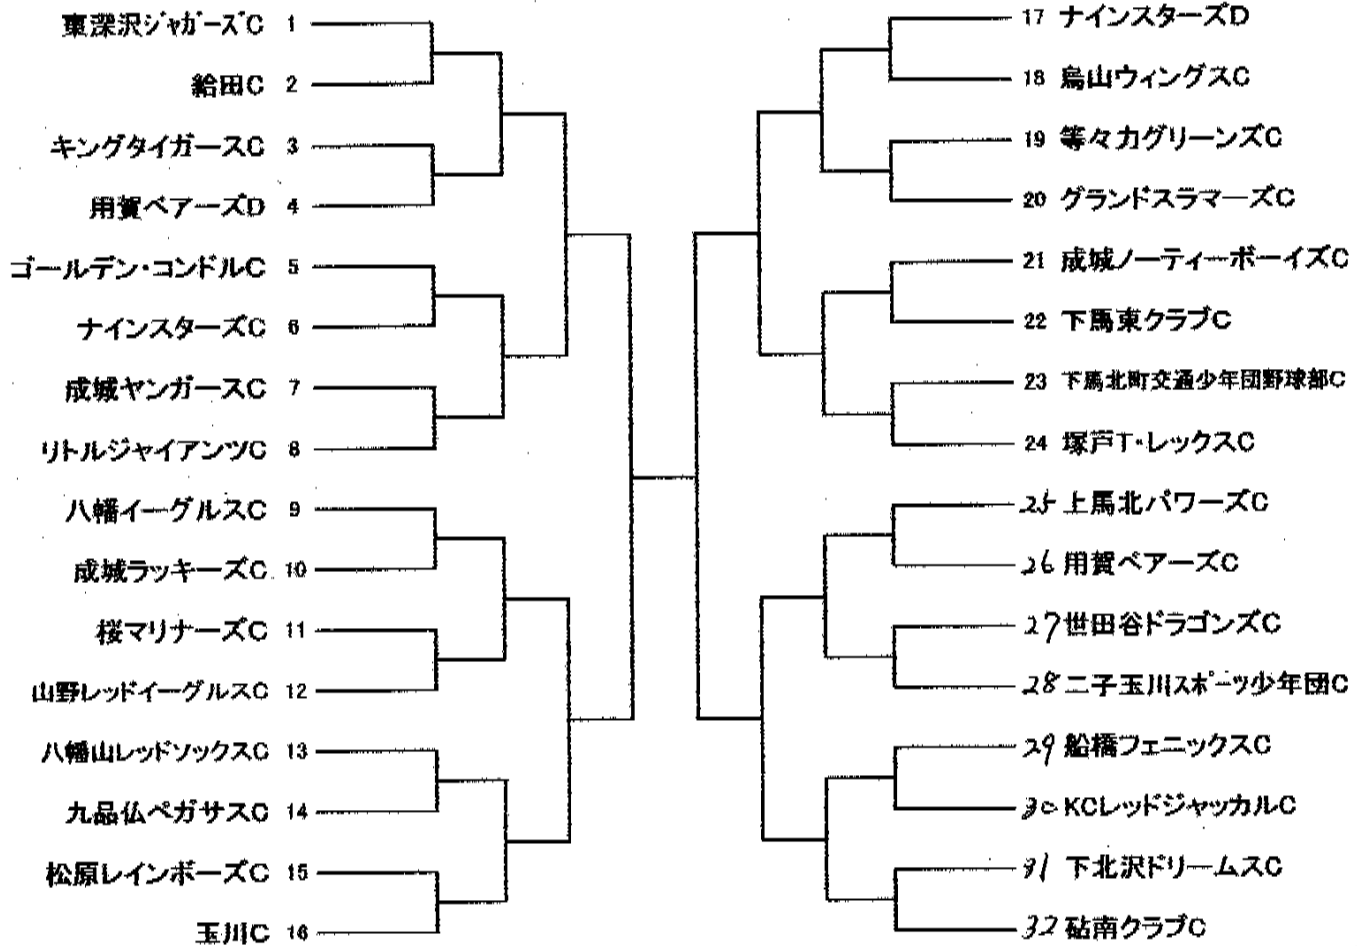 東深沢ジャガーズC 1
給田C 2
キングタイガースC 3
用賀ベアーズD 4
ゴールデン・コンドルC 5
ナインスターズC 6
成城ヤンガースC 7
リトルジャイアンツC 8
八幡イーグルスC 9
成城ラッキーズC 10
桜マリナーズC 11
山野レッドイーグルスC 12
八幡山レッドソックスC 13
九品仏ペガサスC 14
松原レインボーズC 15
玉川C 16
17 ナインスターズD
18 烏山ウィングスC
19 等々力グリーンズC
20 グランドスラマーズC
21 成城ノーティーボーイズC
22 下馬東クラブC
23 下馬北町交通少年団野球部C
24 塚戸T・レックスC
25 上馬北パワーズC
26 用賀ベアーズC
27 世田谷ドラゴンズC
28 二子玉川スポーツ少年団C
29 船橋フェニックスC
30 KCレッドジャッカルC
31 下北沢ドリームスC
32 砧南クラブC